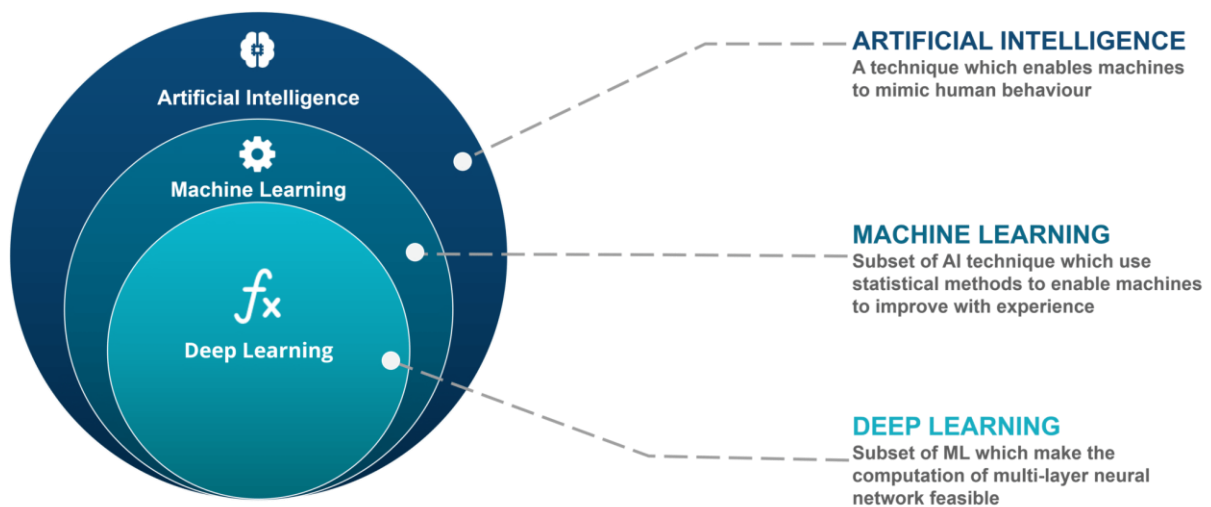 Artificial Intelligence
Machine Learning
fx
Deep Learning
ARTIFICIAL INTELLIGENCE
A technique which enables machines
to mimic human behaviour
MACHINE LEARNING
Subset of AI technique which use
statistical methods to enable machines
to improve with experience
DEEP LEARNING
Subset of ML which make the
computation of multi-layer neural
network feasible